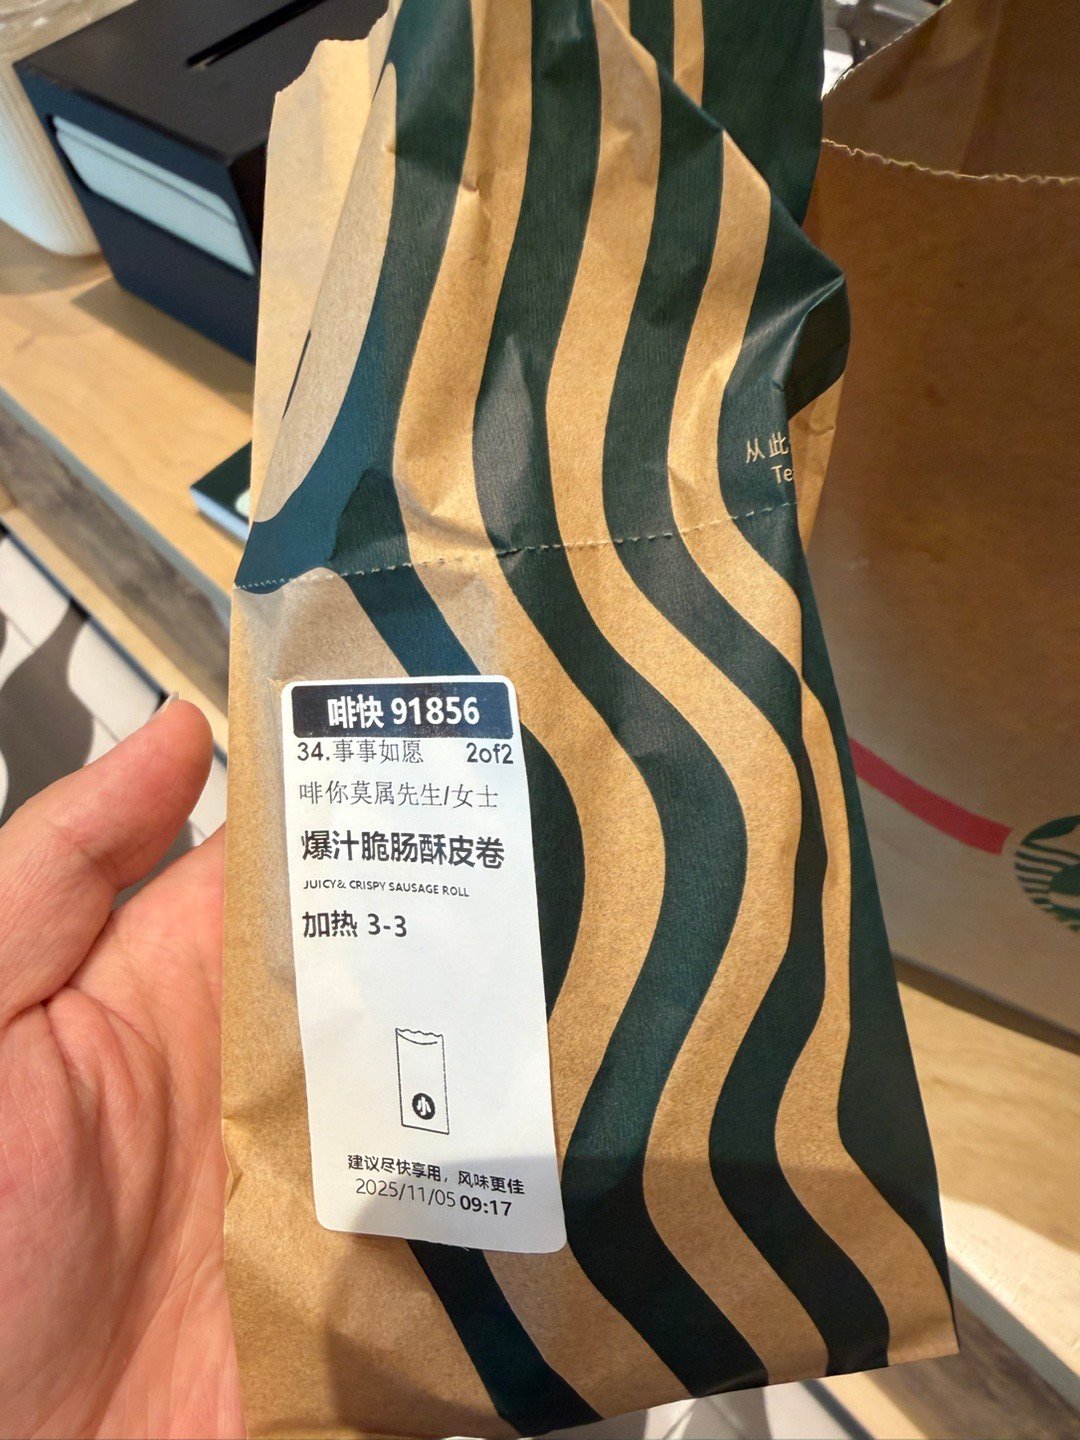 从此
Tea
啡快 91856
34.事事如愿 2of2
啡你莫属先生/女士
爆汁脆肠酥皮卷
JUICY& CRISPY SAUSAGE ROLL
加热 3-3
小
建议尽快享用，风味更佳
2025/11/05 09:17